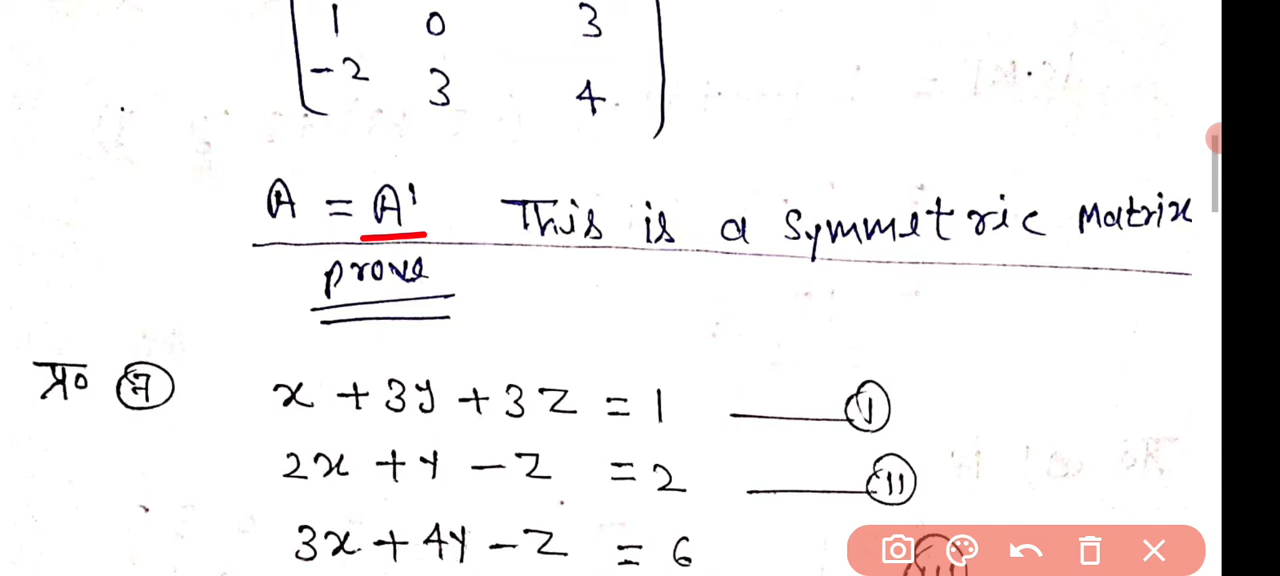 1 0 3
-2 3 4
A = A' This is a symmetric Matrix
prove
प्र० 7 x + 3y + 3z = 1 I
2x + y - z = 2 II
3x + 4y - z = 6